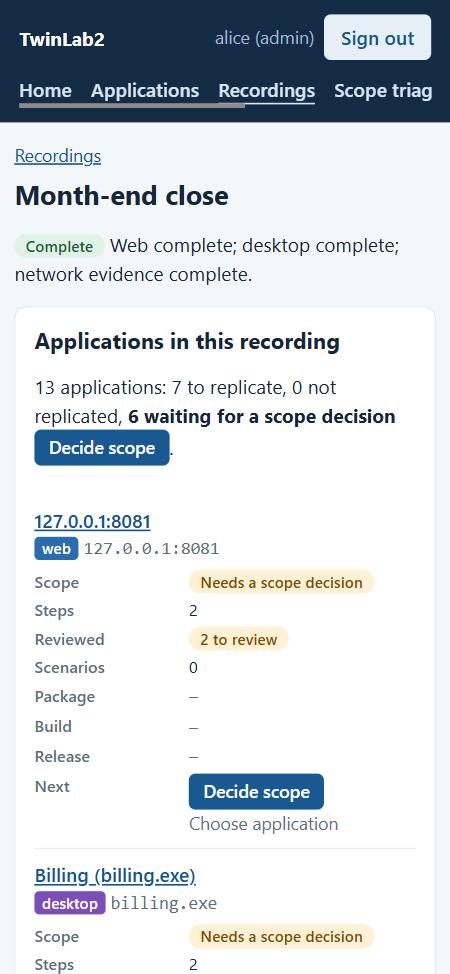 TwinLab2
alice (admin)
Sign out
Home Applications Recordings Scope triag
Recordings
Month-end close
Complete Web complete; desktop complete;
network evidence complete.
Applications in this recording
13 applications: 7 to replicate, 0 not
replicated, 6 waiting for a scope decision
Decide scope.
127.0.0.1:8081
web 127.0.0.1:8081
Scope Needs a scope decision
Steps 2
Reviewed 2 to review
Scenarios 0
Package –
Build –
Release –
Next Decide scope
Choose application
Billing (billing.exe)
desktop billing.exe
Scope Needs a scope decision
Steps 2